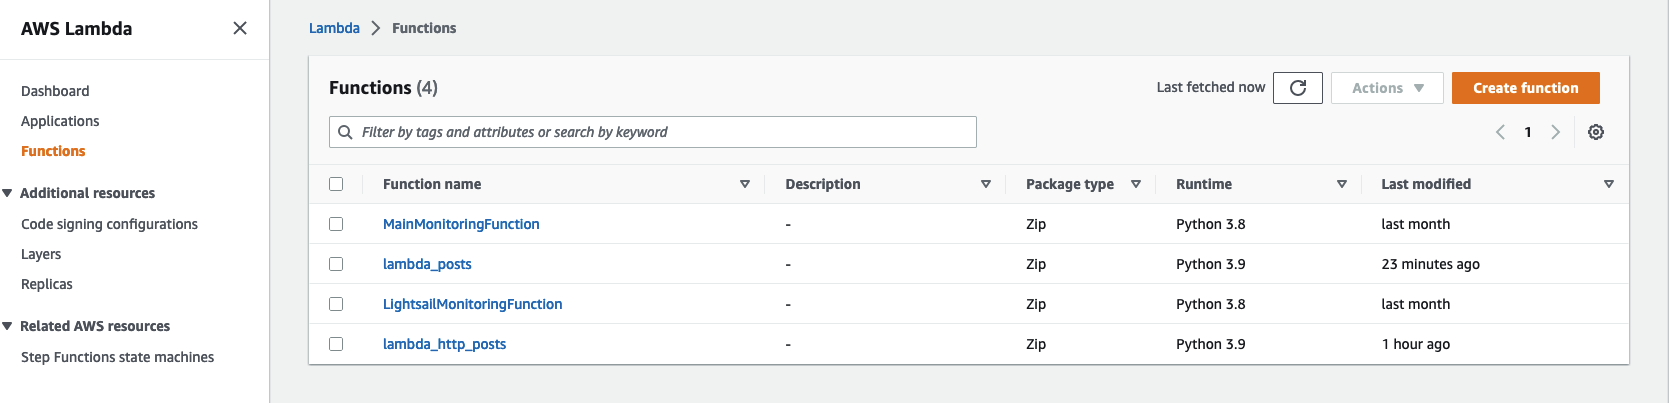 AWS Lambda
Dashboard
Applications
Functions
Additional resources
Code signing configurations
Layers
Replicas
Related AWS resources
Step Functions state machines
Lambda > Functions
Functions (4)
Last fetched now Actions Create function
Filter by tags and attributes or search by keyword
1
Function name Description Package type Runtime Last modified
MainMonitoringFunction - Zip Python 3.8 last month
lambda_posts - Zip Python 3.9 23 minutes ago
LightsailMonitoringFunction - Zip Python 3.8 last month
lambda_http_posts - Zip Python 3.9 1 hour ago